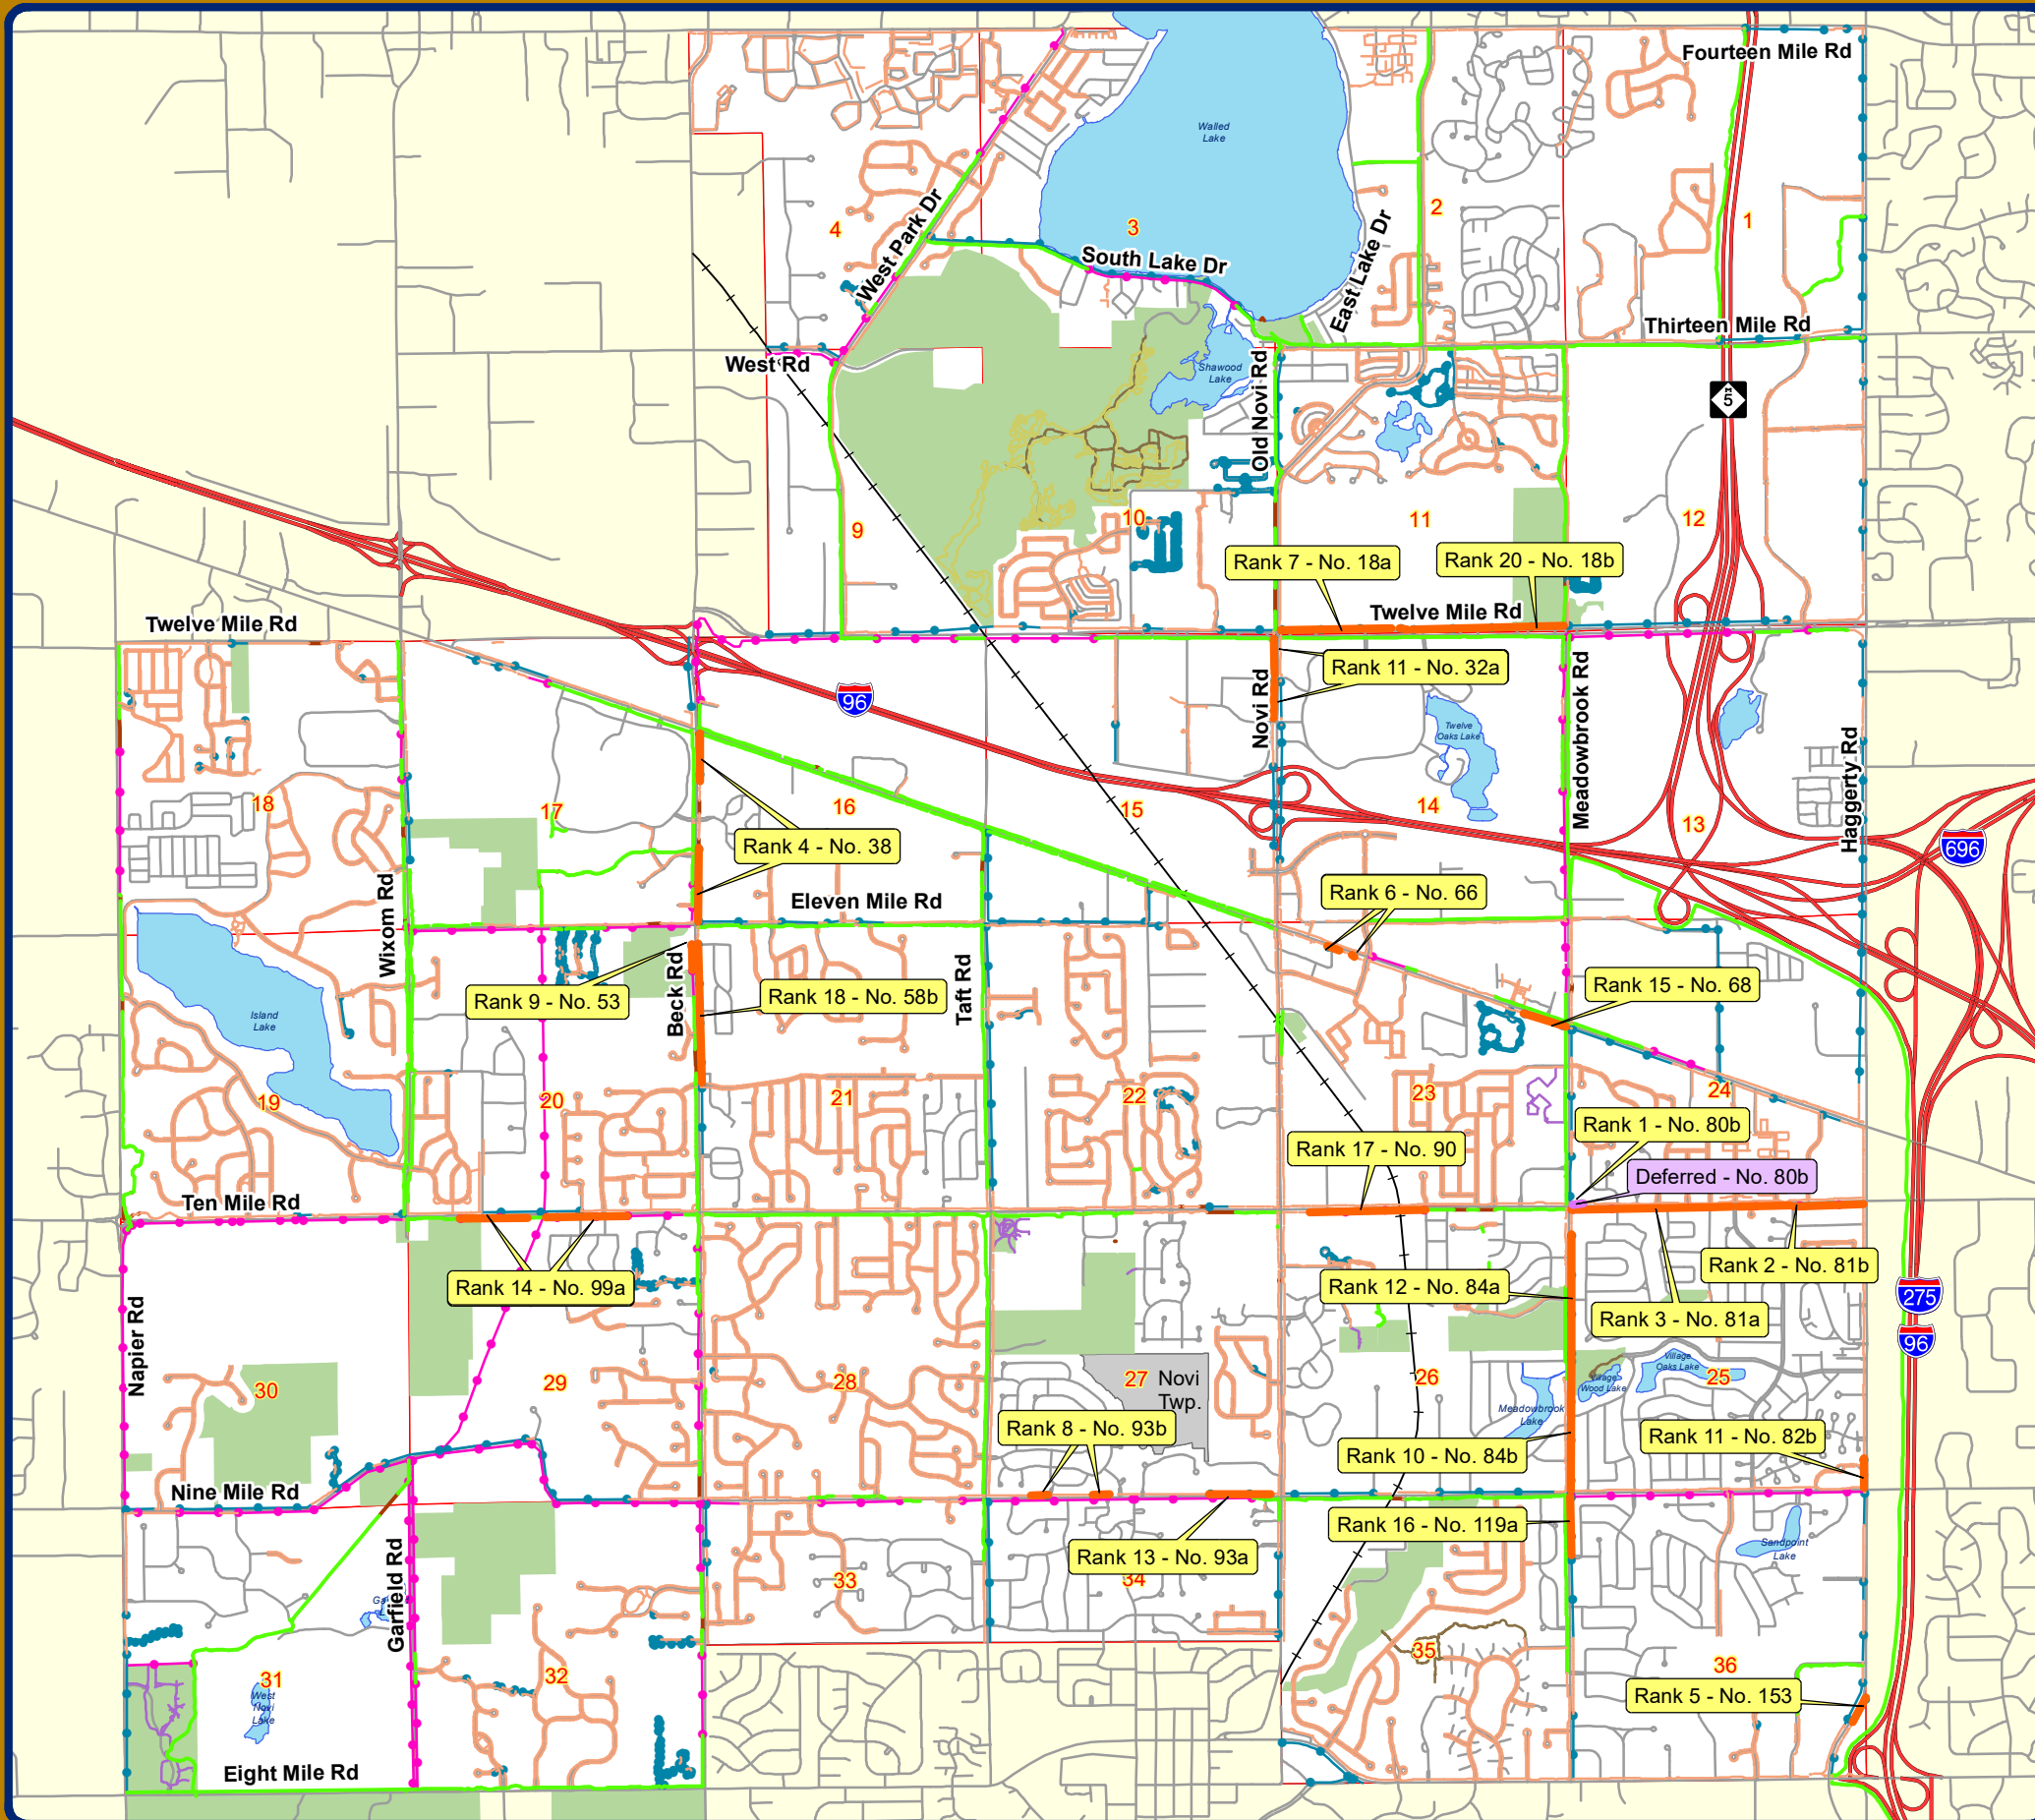 Fourteen Mile Rd
Walled
Lake
4
3
2
1
West Park Dr
South Lake Dr
East Lake Dr
Thirteen Mile Rd
West Rd
Shawood
Lake
Old Novi Rd
M
5
9
10
11
12
Rank 7 - No. 18a
Rank 20 - No. 18b
Twelve Mile Rd
Twelve Mile Rd
Rank 11 - No. 32a
96
Novi Rd
Meadowbrook Rd
Twelve
Oaks Lake
Haggerty Rd
18
17
16
15
14
13
696
Rank 4 - No. 38
Rank 6 - No. 66
Eleven Mile Rd
Wixom Rd
Beck Rd
Taft Rd
Rank 9 - No. 53
Rank 18 - No. 58b
Rank 15 - No. 68
Island
Lake
19
20
21
22
23
24
Rank 1 - No. 80b
Rank 17 - No. 90
Deferred - No. 80b
Ten Mile Rd
Rank 2 - No. 81b
Rank 14 - No. 99a
Rank 12 - No. 84a
Rank 3 - No. 81a
275
96
Napier Rd
Village
Oaks Lake
Village
Wood Lake
30
29
28
27
Novi
Twp.
26
25
Meadowbrook
Lake
Rank 8 - No. 93b
Rank 10 - No. 84b
Rank 11 - No. 82b
Nine Mile Rd
Rank 16 - No. 119a
Rank 13 - No. 93a
Sandpoint
Lake
Garfield Rd
33
34
35
36
31
32
West
Novi
Lake
Rank 5 - No. 153
Eight Mile Rd